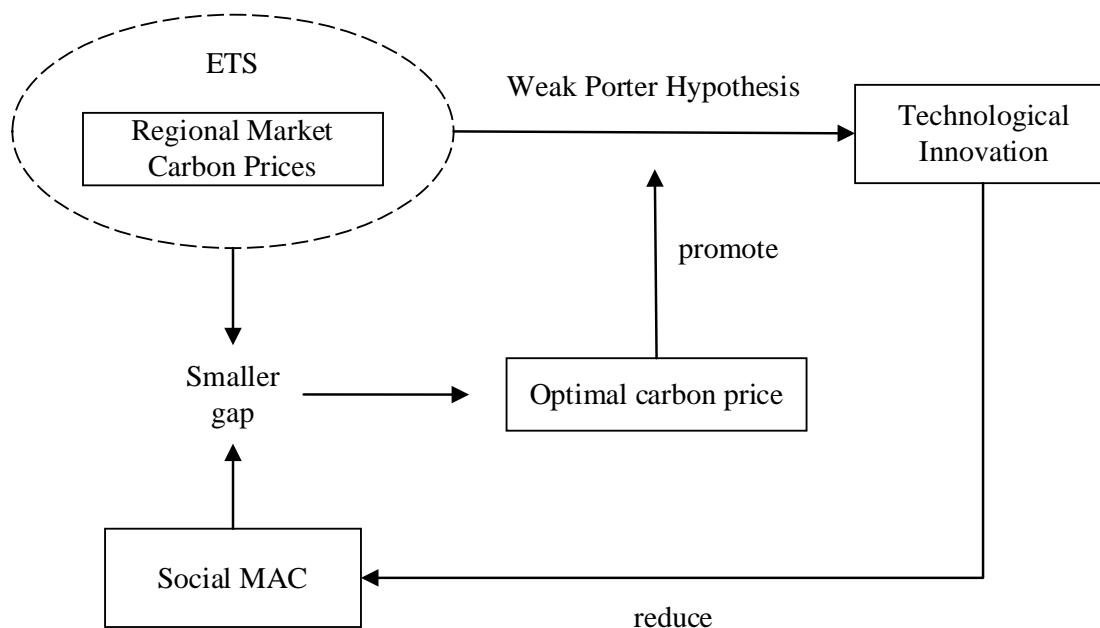 ETS
Regional Market
Carbon Prices
Weak Porter Hypothesis
Technological
Innovation
promote
Smaller
gap
Optimal carbon price
Social MAC
reduce